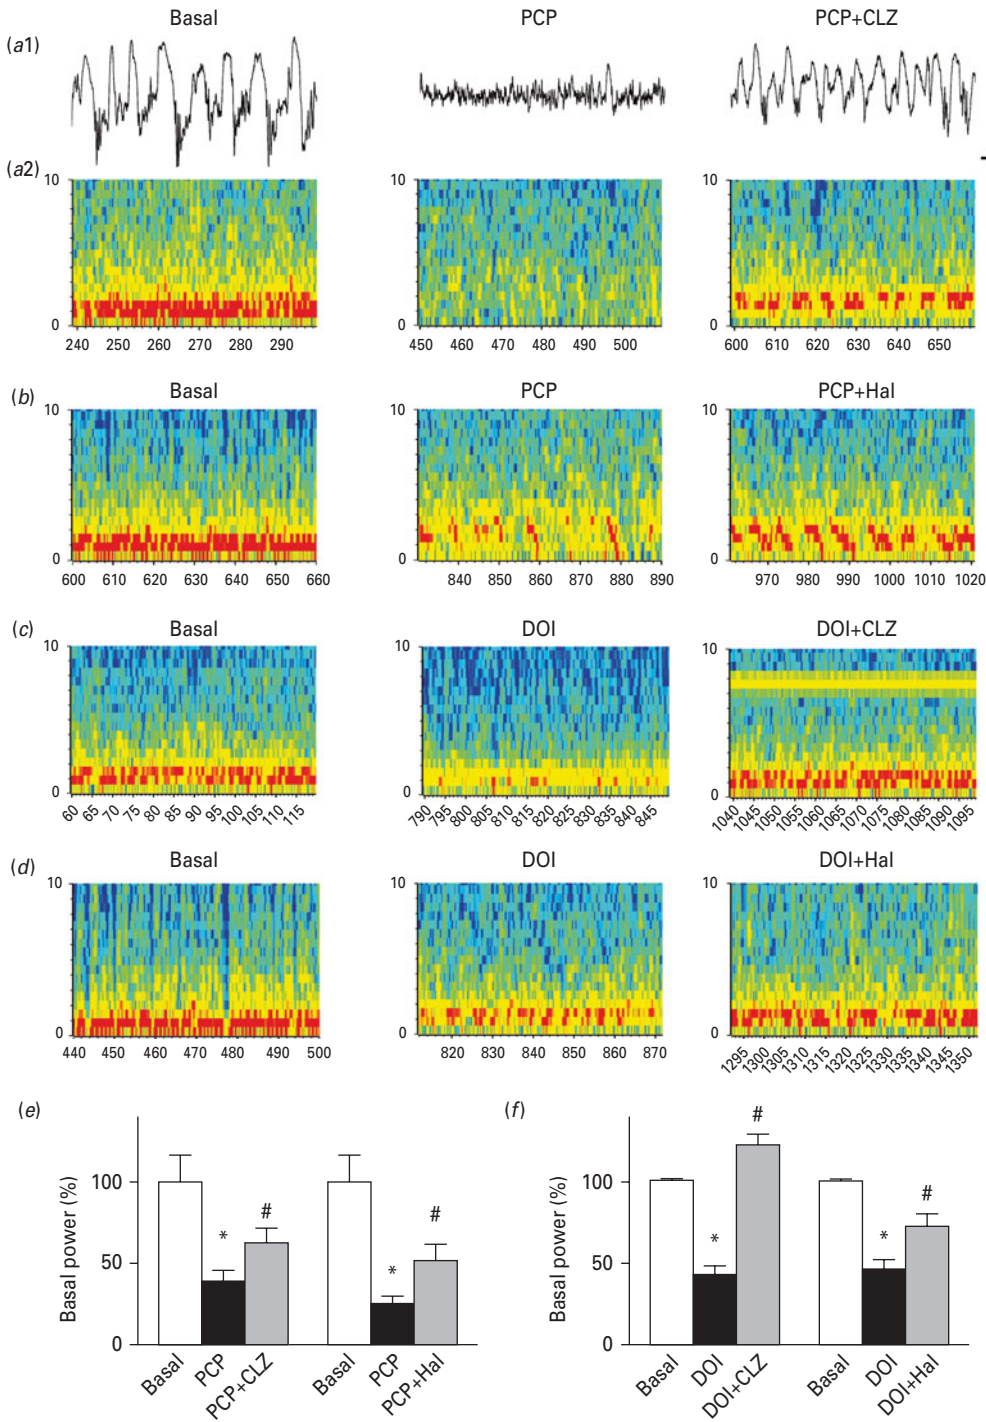 Basal PCP PCP+CLZ
(a1)
(a2)
10 10 10
0 0 0
240 250 260 270 280 290 450 460 470 480 490 500 600 610 620 630 640 650
(b) Basal PCP PCP+Hal
10 10 10
0 0 0
600 610 620 630 640 650 660 840 850 860 870 880 890 970 980 990 1000 1010 1020
(c) Basal DOI DOI+CLZ
10 10 10
0 0 0
60 65 70 75 80 85 90 95 100 105 110 115 790 795 800 805 810 815 820 825 830 835 840 845 1040 1045 1050 1055 1060 1065 1070 1075 1080 1085 1090 1095
(d) Basal DOI DOI+Hal
10 10 10
0 0 0
440 450 460 470 480 490 500 820 830 840 850 860 870 1295 1300 1305 1310 1315 1320 1325 1330 1335 1340 1345 1350
(e)
Basal power (%)
100
50
0
* # * #
Basal PCP PCP+CLZ Basal PCP PCP+Hal
(f)
Basal power (%)
100
50
0
* # * #
Basal DOI DOI+CLZ Basal DOI DOI+Hal